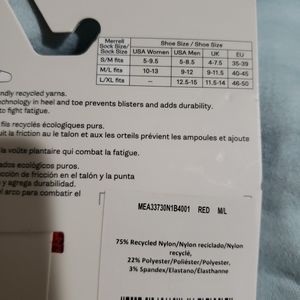 Merrell Sock Size/ Sock Size
Shoe Size / Shoe Size
USA Women USA Men UK EU
S/M fits 5-9.5 5-8.5 5-8.5 35-39
M/L fits 10-13 9-12 9-11.5 40-45
L/XL fits — 12.5-15 11.5-14 46-50
ndly recycled yarns.
echnology in heel and toe prevents blisters and adds durability.
to fight fatigue.
fils recyclés écologiques purs.
uit la friction au le talon et aux les orteils prévient les ampoules et ajoute
la voûte plantaire qui combat la fatigue.
ados ecológicos puros.
ción de fricción en el talón y la punta
y agrega durabilidad.
el arco para combatir el
MEA33730N1B4001 RED M/L
75% Recycled Nylon/Nylon reciclado/Nylon
recyclé,
22% Polyester/Poliéster/Polyester.
3% Spandex/Elastano/Élasthanne